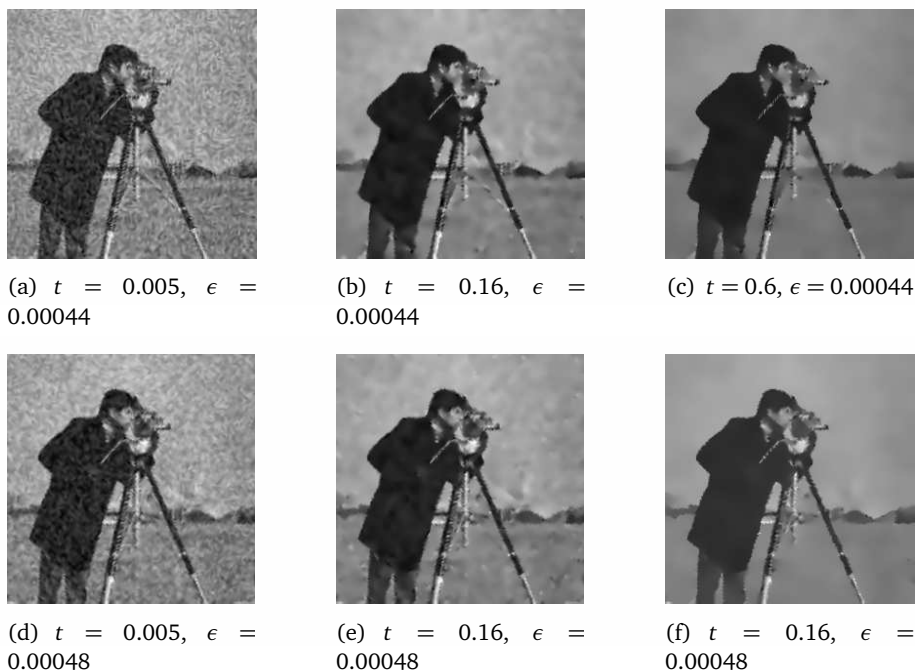 (a) t = 0.005, ϵ =
0.00044
(b) t = 0.16, ϵ =
0.00044
(c) t = 0.6, ϵ = 0.00044
(d) t = 0.005, ϵ =
0.00048
(e) t = 0.16, ϵ =
0.00048
(f) t = 0.16, ϵ =
0.00048